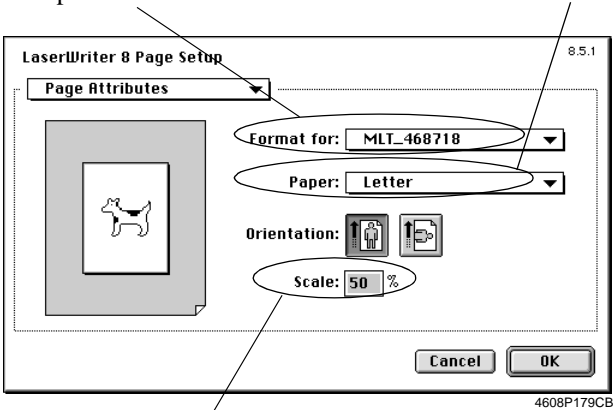 LaserWriter 8 Page Setup
8.5.1
Page Attributes
Format for: MLT_468718
Paper: Letter
Orientation:
Scale: 50 %
Cancel OK
4608P179CB